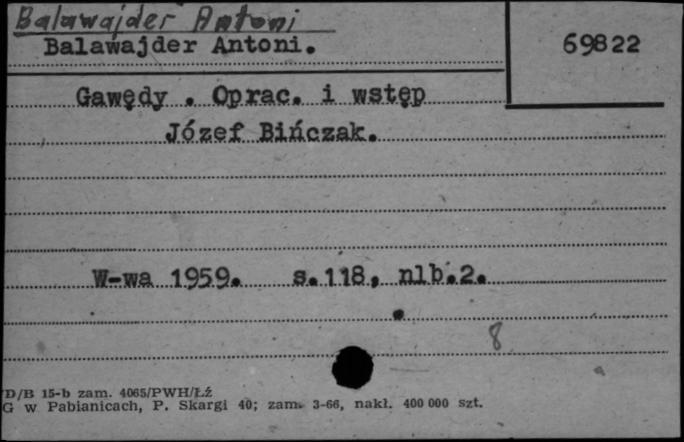 Balawajder Antoni
Balawajder Antoni.
69822
Gawędy . Oprac. i wstęp
Józef Bińczak.
W-wa 1959. s.118, nlb.2.
8
D/B 15-b zam. 4065/PWH/Łź
G w Pabianicach, P. Skargi 40; zam. 3-66, nakł. 400 000 szt.